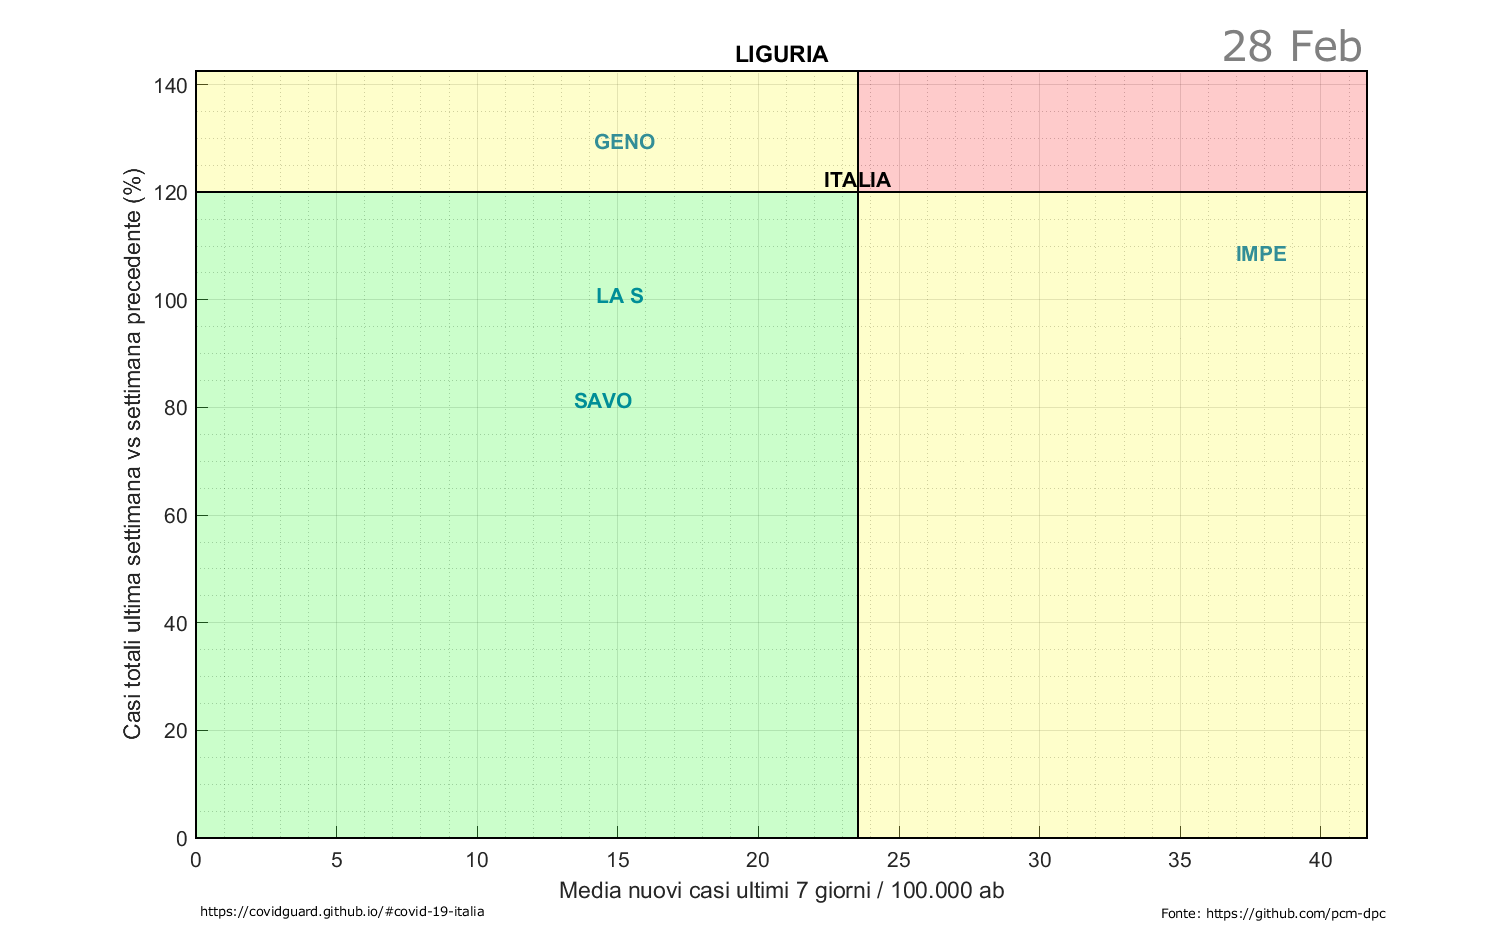 LIGURIA
28 Feb
140
120
100
80
60
40
20
0
Casi totali ultima settimana vs settimana precedente (%)
GENO
ITALIA
IMPE
LA S
SAVO
0 5 10 15 20 25 30 35 40
Media nuovi casi ultimi 7 giorni / 100.000 ab
https://covidguard.github.io/#covid-19-italia
Fonte: https://github.com/pcm-dpc